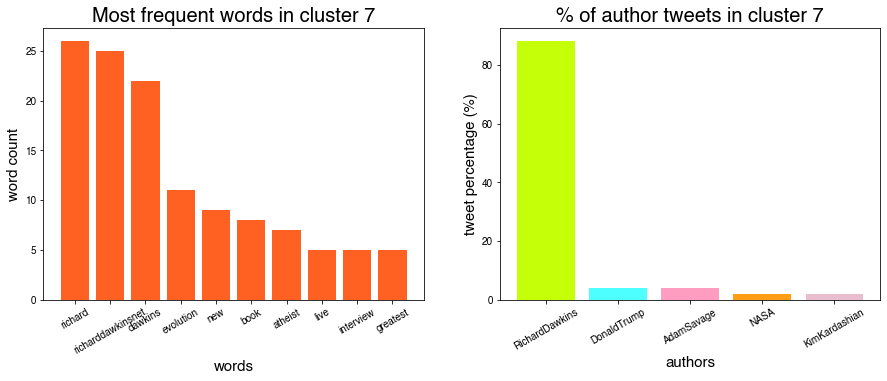 Most frequent words in cluster 7
word count
25
20
15
10
5
0
richard
richarddawkinsnet
dawkins
evolution
new
book
atheist
live
interview
greatest
words
% of author tweets in cluster 7
tweet percentage (%)
80
60
40
20
0
RichardDawkins
DonaldTrump
AdamSavage
NASA
KimKardashian
authors